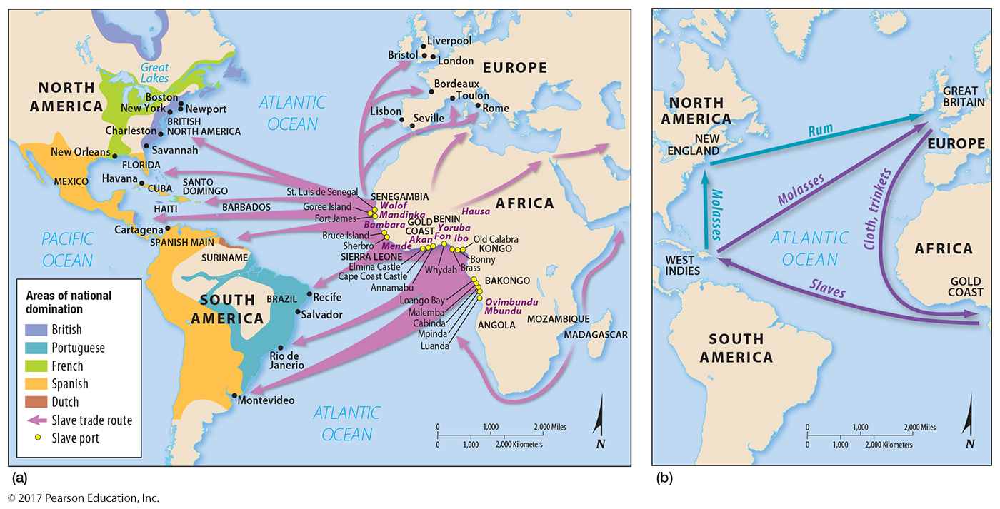 Great
Lakes
NORTH
AMERICA
Boston
New York
Newport
BRITISH
NORTH AMERICA
Charleston
New Orleans
Savannah
FLORIDA
MEXICO
Havana
CUBA
SANTO
DOMINGO
HAITI
BARBADOS
Cartagena
SPANISH MAIN
SURINAME
PACIFIC
OCEAN
ATLANTIC
OCEAN
Liverpool
Bristol
London
EUROPE
Bordeaux
Toulon
Rome
Lisbon
Seville
St. Luis de Senegal
SENEGAMBIA
Goree Island
Wolof
Fort James
Mandinka
Bambara
GOLD
COAST
BENIN
Hausa
AFRICA
Yoruba
Bruce Island
Akan
Fon
Ibo
Old Calabra
Sherbro
Mende
KONGO
SIERRA LEONE
Bonny
Elmina Castle
Brass
Cape Coast Castle
Whydah
Annamabu
BAKONGO
Loango Bay
Ovimbundu
Mbundu
Malemba
Cabinda
ANGOLA
Mpinda
Luanda
MOZAMBIQUE
MADAGASCAR
SOUTH
AMERICA
BRAZIL
Recife
Salvador
Rio de
Janerio
Montevideo
ATLANTIC
OCEAN
Areas of national
domination
British
Portuguese
French
Spanish
Dutch
Slave trade route
Slave port
0 1,000 2,000 Miles
0 1,000 2,000 Kilometers
N
(a)
NORTH
AMERICA
NEW
ENGLAND
GREAT
BRITAIN
EUROPE
Rum
Molasses
Molasses
Cloth, trinkets
ATLANTIC
OCEAN
AFRICA
WEST
INDIES
Slaves
GOLD
COAST
SOUTH
AMERICA
0 1,000 2,000 Miles
0 1,000 2,000 Kilometers
N
(b)
© 2017 Pearson Education, Inc.